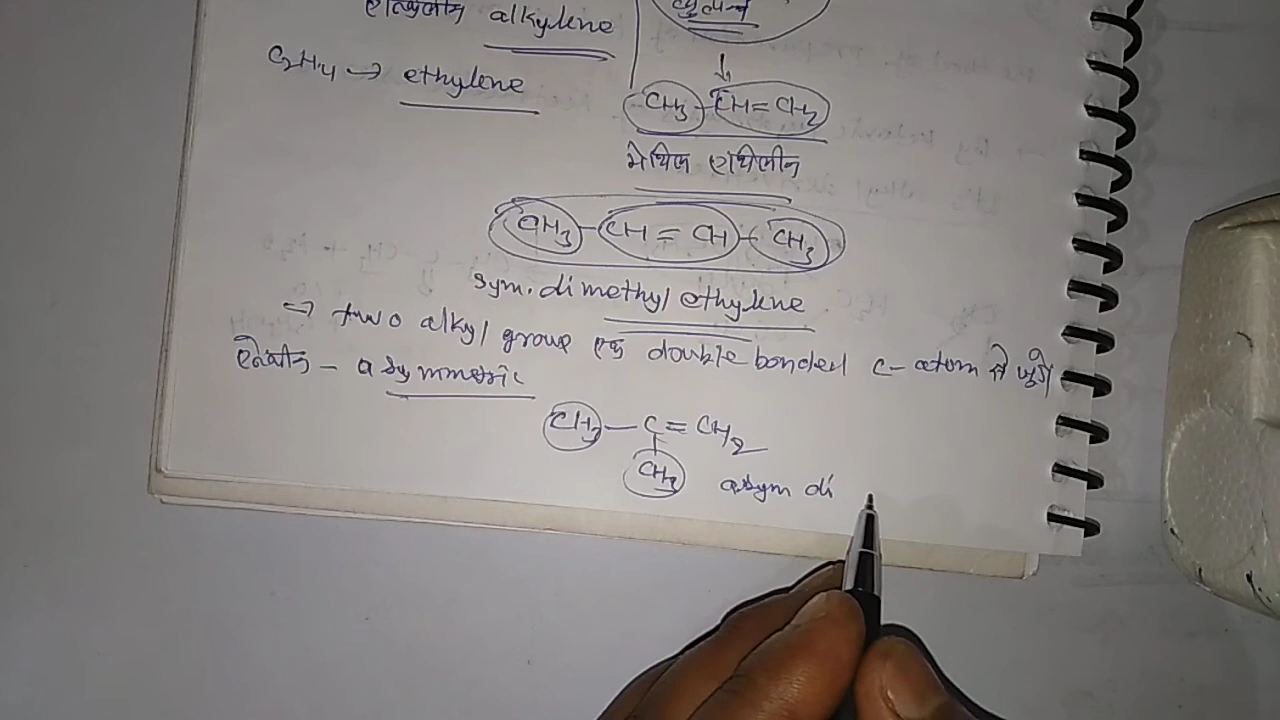 एल्किलीन alkylene
C2H4 → ethylene
↓
CH3-CH=CH2
मेथिल एथिलीन
CH3-CH=CH-CH3
sym. dimethyl ethylene
⇒ two alkyl group एक double bonded c-atom से जुड़े
asymmetric
CH3-C=CH2
CH3
asym di